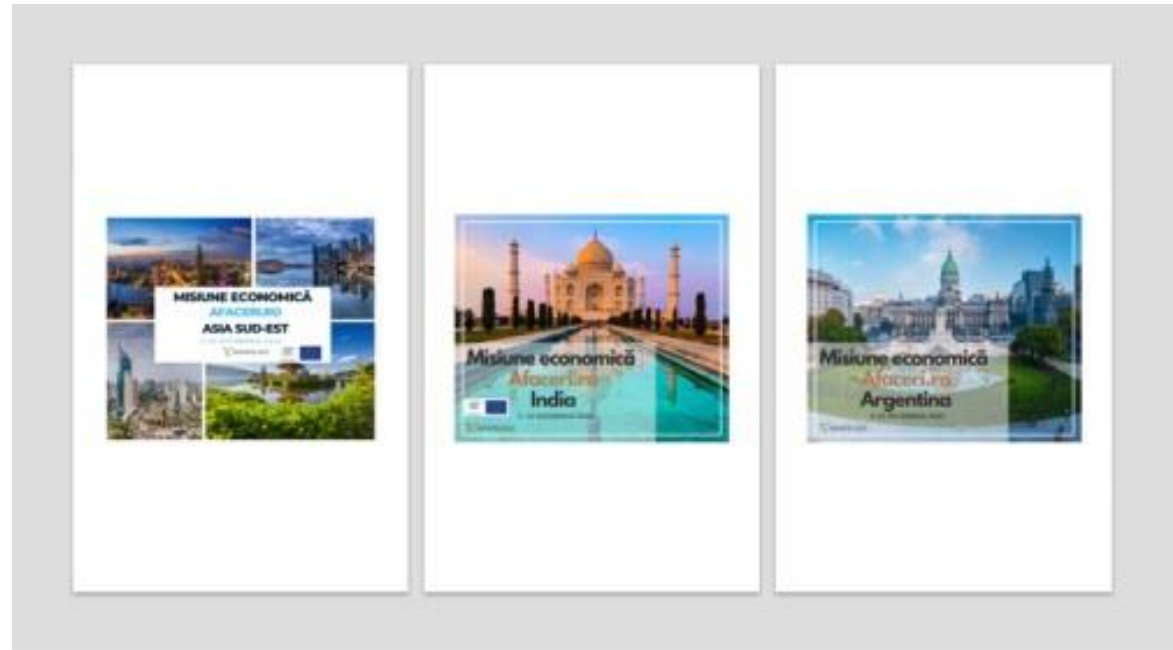 MISIUNE ECONOMICĂ
AFACERI.RO
ASIA SUD-EST
Misiune economică
Afaceri.ro
India
Misiune economică
Afaceri.ro
Argentina